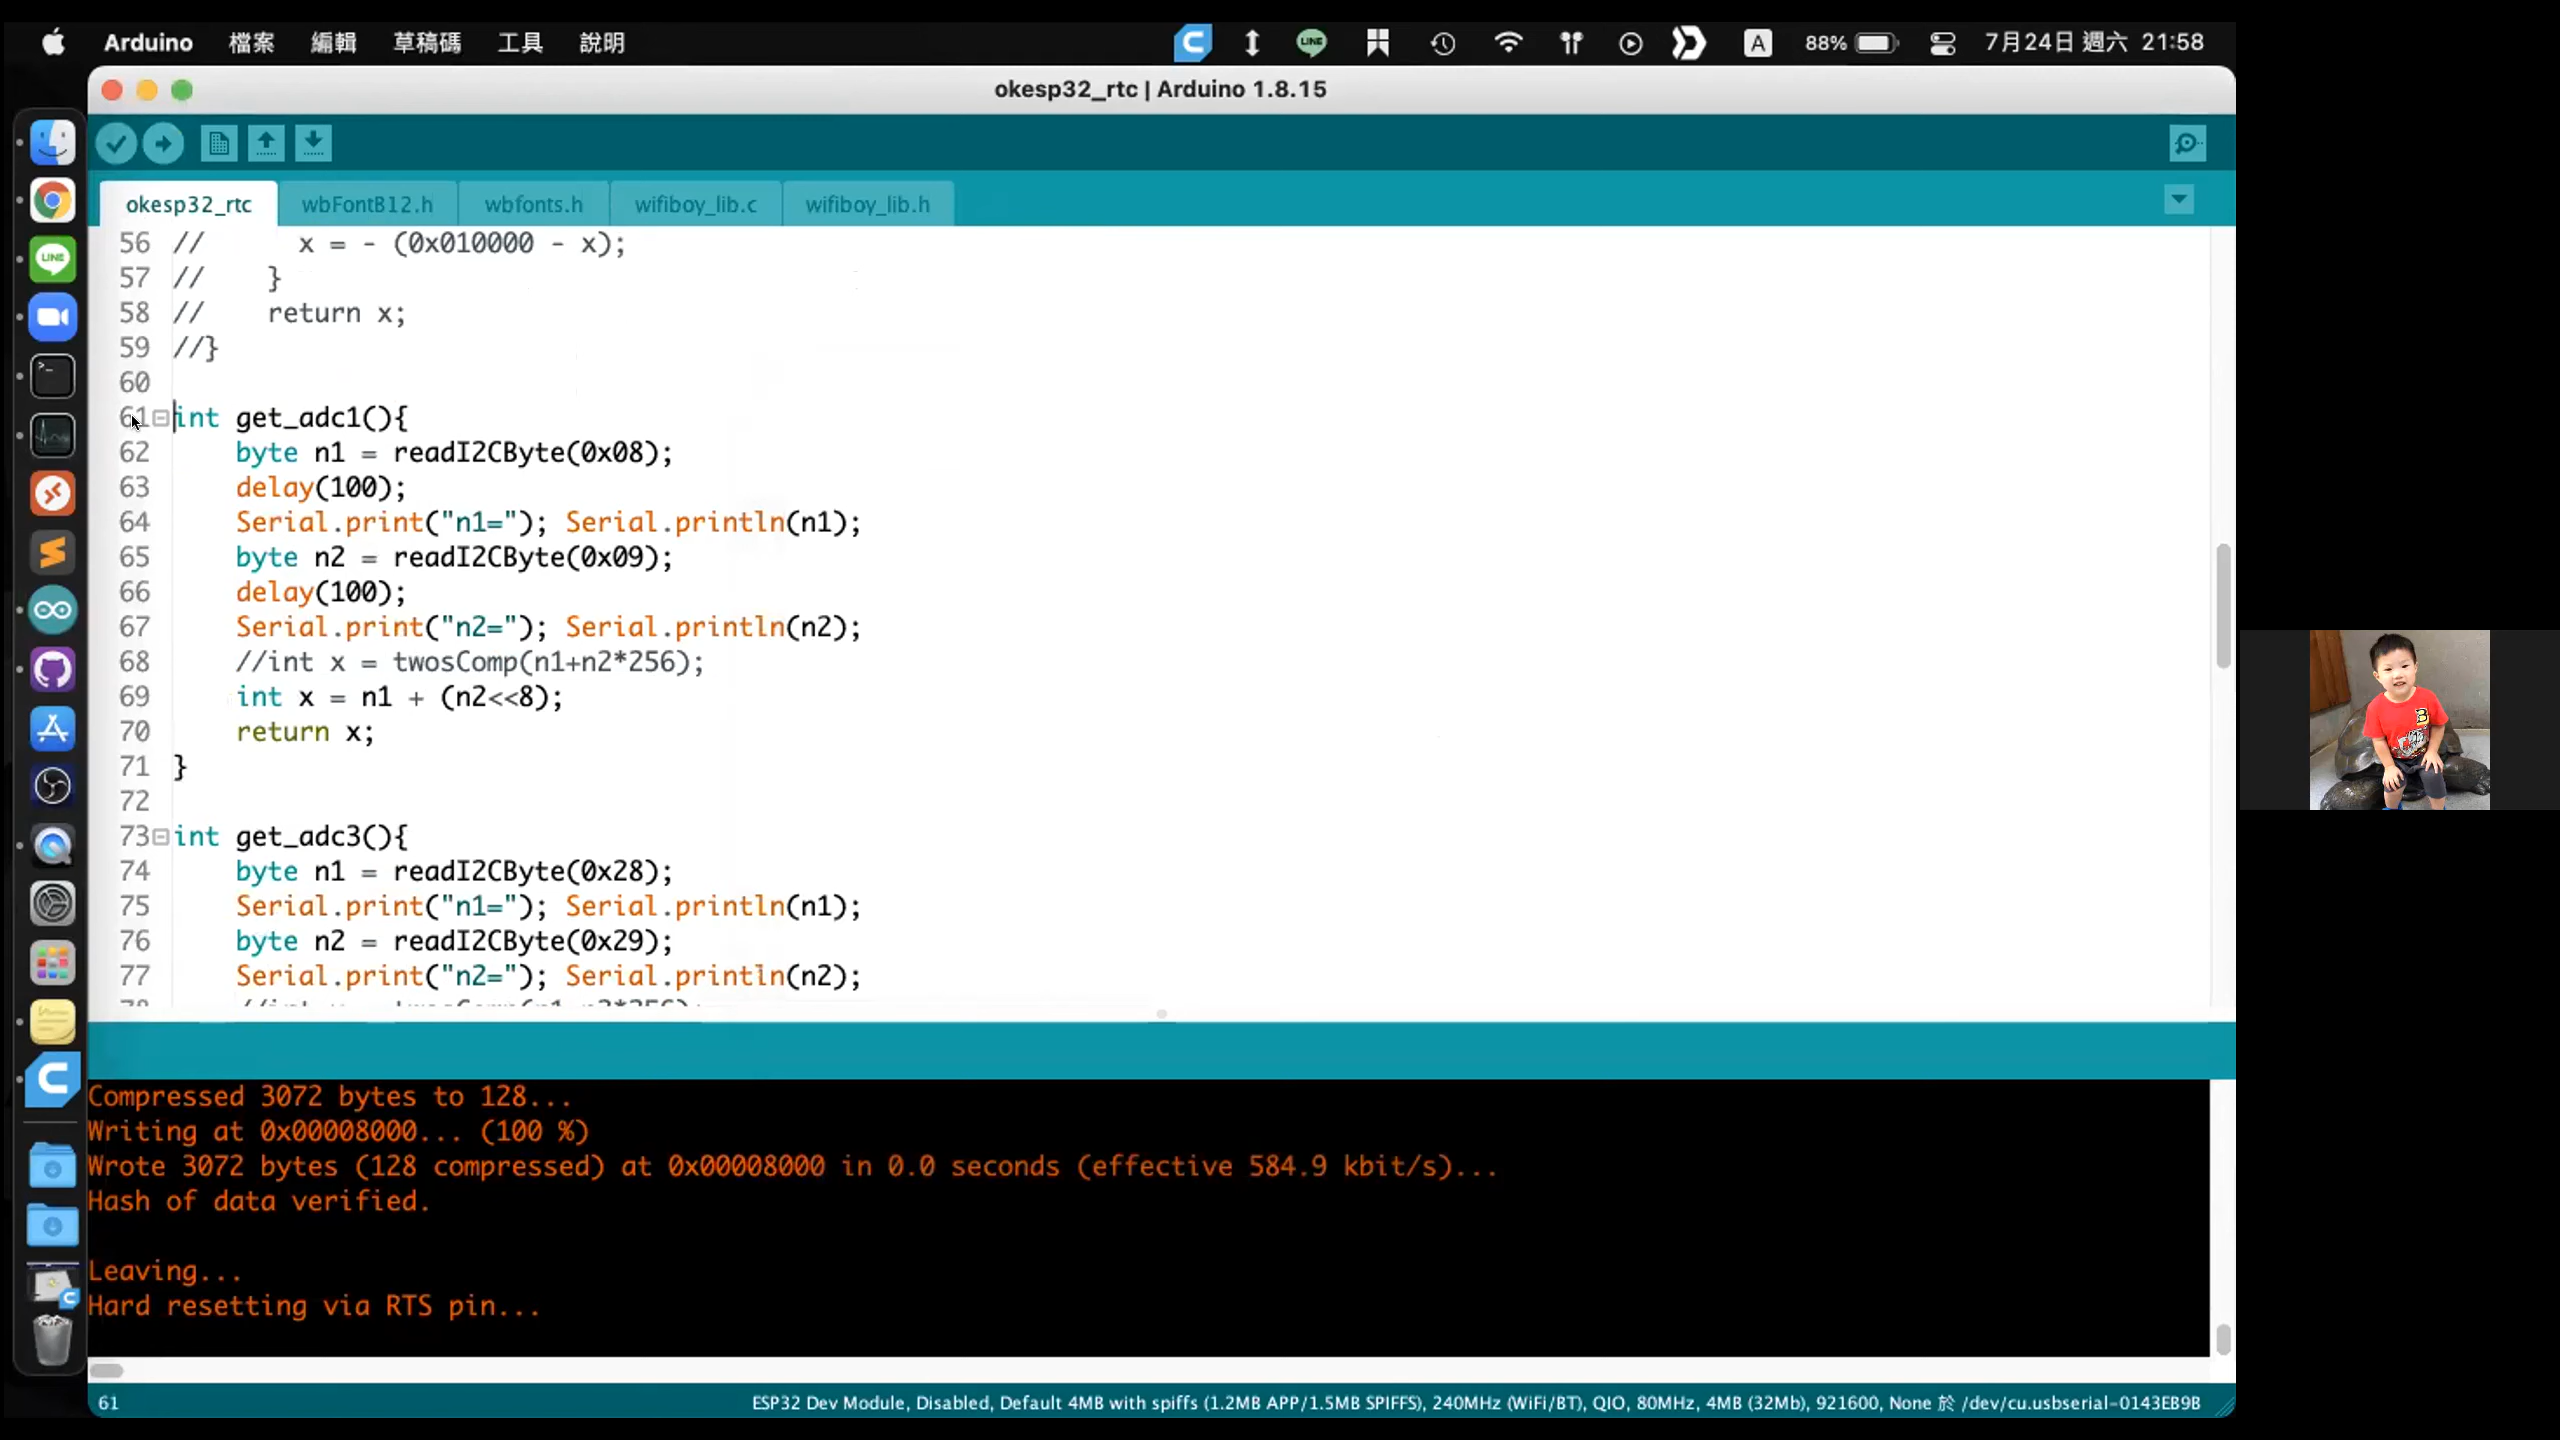 Arduino 檔案 編輯 草稿碼 工具 說明 LINE A 88% 7月24日 週六 21:58
okesp32_rtc | Arduino 1.8.15
okesp32_rtc wbFontB12.h wbfonts.h wifiboy_lib.c wifiboy_lib.h
56 // x = - (0x010000 - x);
57 // }
58 // return x;
59 //}
60
61 int get_adc1(){
62 byte n1 = readI2CByte(0x08);
63 delay(100);
64 Serial.print("n1="); Serial.println(n1);
65 byte n2 = readI2CByte(0x09);
66 delay(100);
67 Serial.print("n2="); Serial.println(n2);
68 //int x = twosComp(n1+n2*256);
69 int x = n1 + (n2<<8);
70 return x;
71 }
72
73 int get_adc3(){
74 byte n1 = readI2CByte(0x28);
75 Serial.print("n1="); Serial.println(n1);
76 byte n2 = readI2CByte(0x29);
77 Serial.print("n2="); Serial.println(n2);
Compressed 3072 bytes to 128...
Writing at 0x00008000... (100 %)
Wrote 3072 bytes (128 compressed) at 0x00008000 in 0.0 seconds (effective 584.9 kbit/s)...
Hash of data verified.
Leaving...
Hard resetting via RTS pin...
61 ESP32 Dev Module, Disabled, Default 4MB with spiffs (1.2MB APP/1.5MB SPIFFS), 240MHz (WiFi/BT), QIO, 80MHz, 4MB (32Mb), 921600, None 於 /dev/cu.usbserial-0143EB9B
LINE